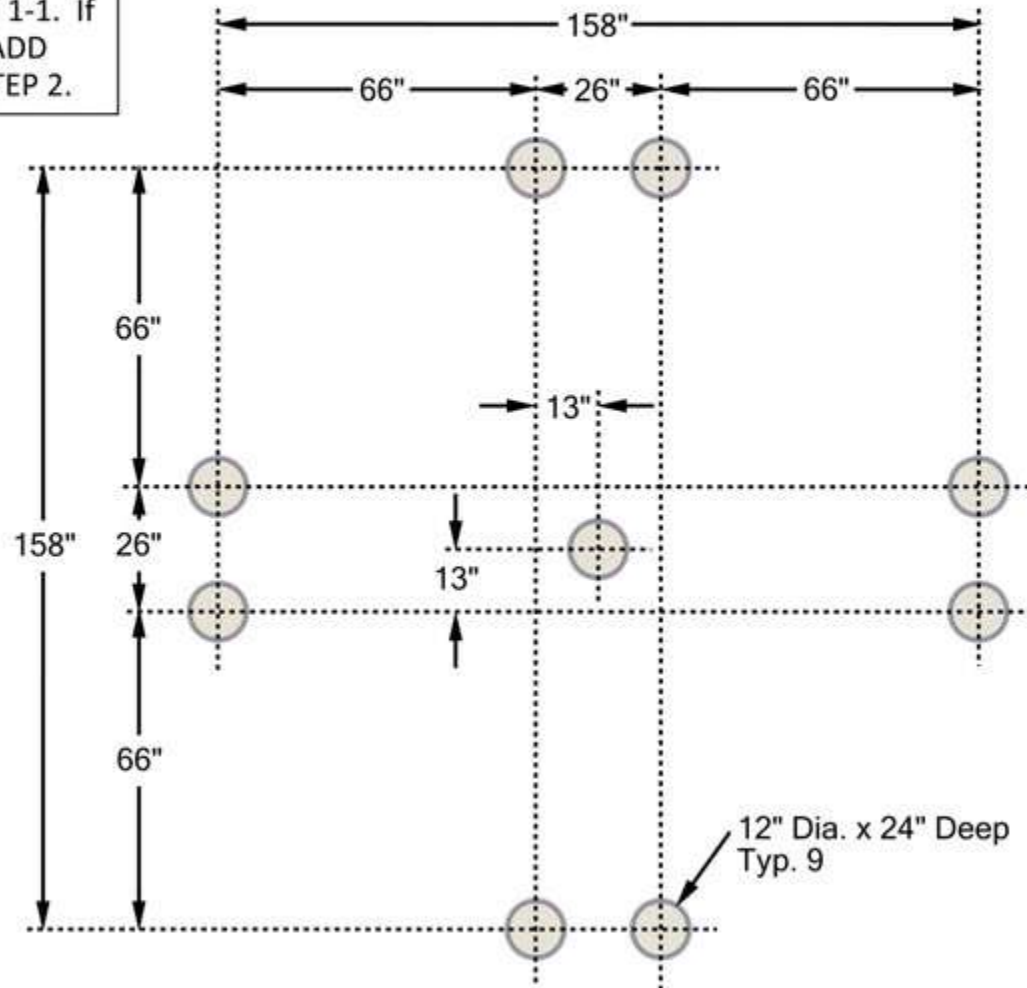 1-1. If
ADD
TEP 2.
158"
66"
26"
66"
66"
13"
158"
26"
13"
66"
12" Dia. x 24" Deep
Typ. 9